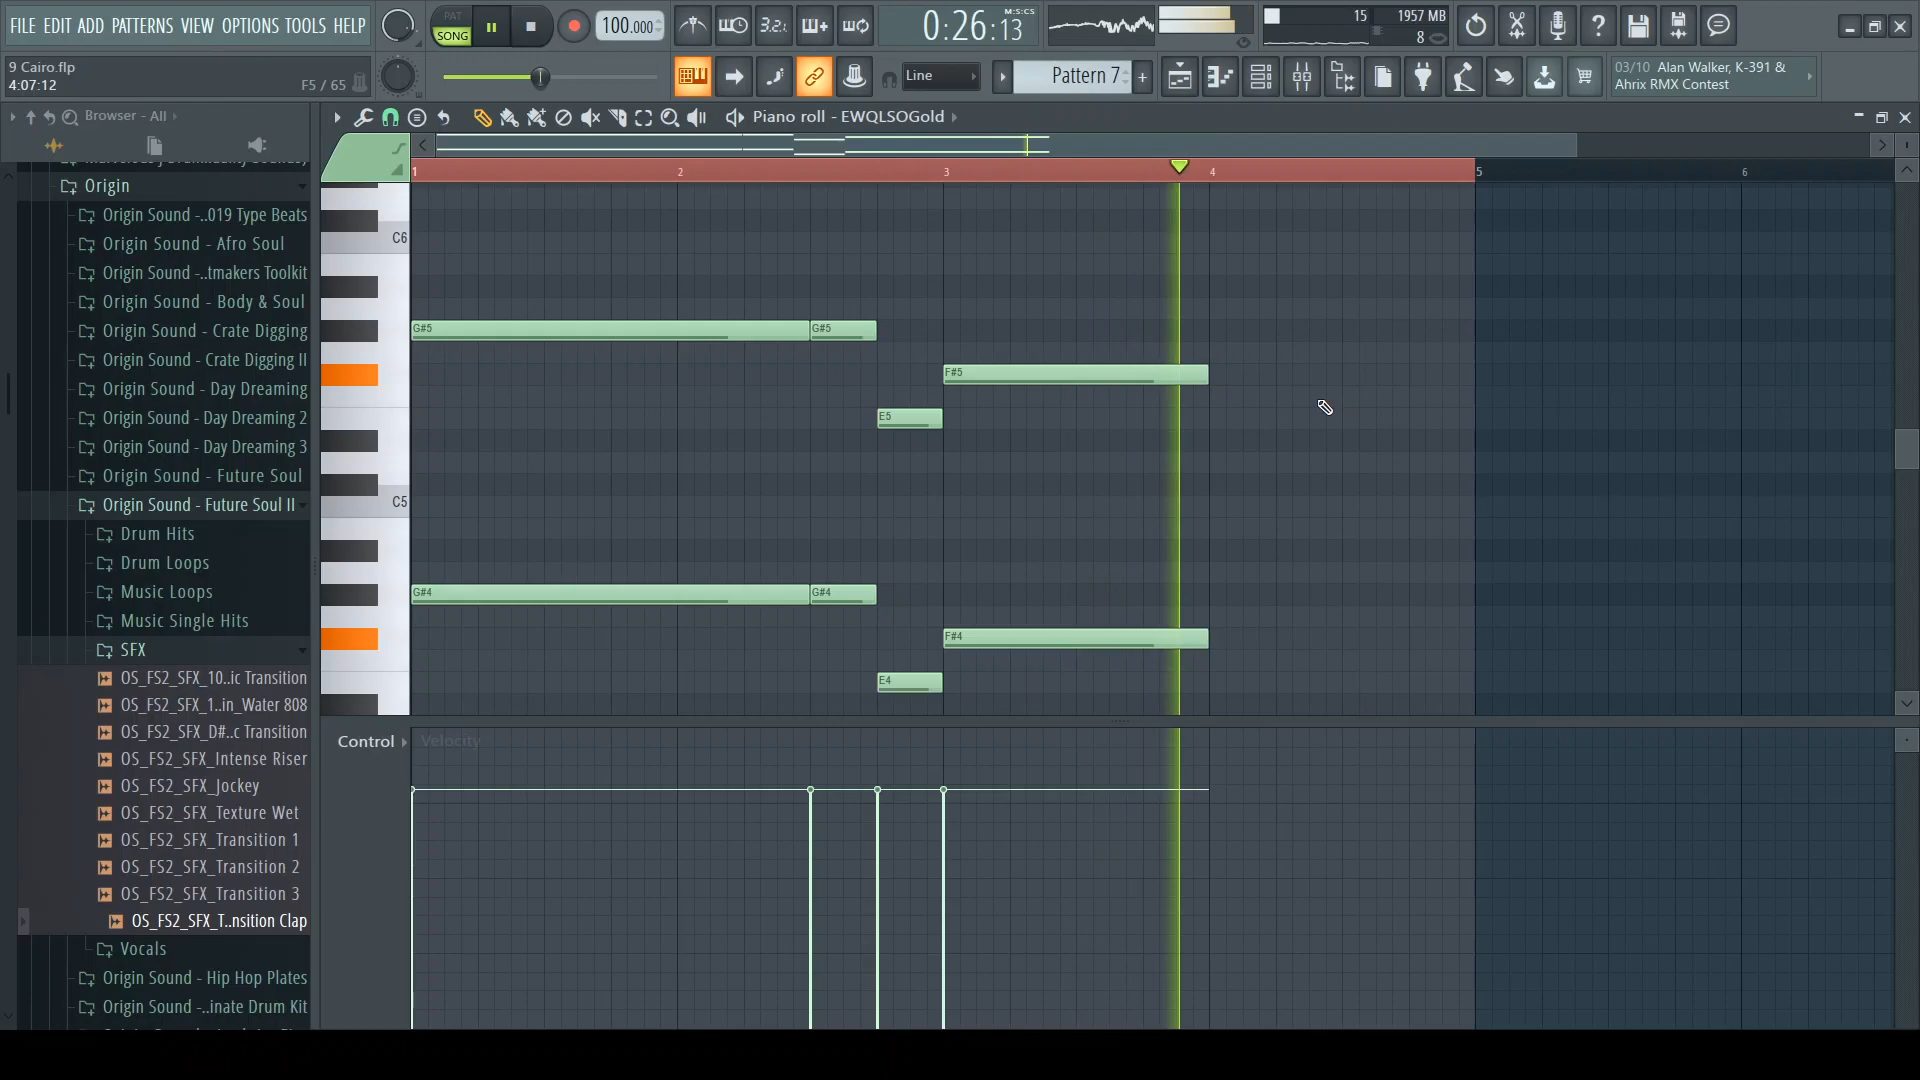 FILE EDIT ADD PATTERNS VIEW OPTIONS TOOLS HELP
PAT
SONG
100.000
3.2.
0:26:13
M:S:CS
15
1957 MB
8
9 Cairo.flp
4:07:12
F5 / 65
Line
Pattern 7
03/10 Alan Walker, K-391 &
Ahrix RMX Contest
Browser - All
Piano roll - EWQLSOGold
Origin
Origin Sound -..019 Type Beats
Origin Sound - Afro Soul
Origin Sound -..tmakers Toolkit
Origin Sound - Body & Soul
Origin Sound - Crate Digging
Origin Sound - Crate Digging II
Origin Sound - Day Dreaming
Origin Sound - Day Dreaming 2
Origin Sound - Day Dreaming 3
Origin Sound - Future Soul
Origin Sound - Future Soul II
Drum Hits
Drum Loops
Music Loops
Music Single Hits
SFX
OS_FS2_SFX_10..ic Transition
OS_FS2_SFX_1..in_Water 808
OS_FS2_SFX_D#..c Transition
OS_FS2_SFX_Intense Riser
OS_FS2_SFX_Jockey
OS_FS2_SFX_Texture Wet
OS_FS2_SFX_Transition 1
OS_FS2_SFX_Transition 2
OS_FS2_SFX_Transition 3
OS_FS2_SFX_T..nsition Clap
Vocals
Origin Sound - Hip Hop Plates
Origin Sound -..inate Drum Kit
1 2 3 4 5 6
C6
G#5 G#5
F#5
E5
C5
G#4 G#4
F#4
E4
Control
Velocity